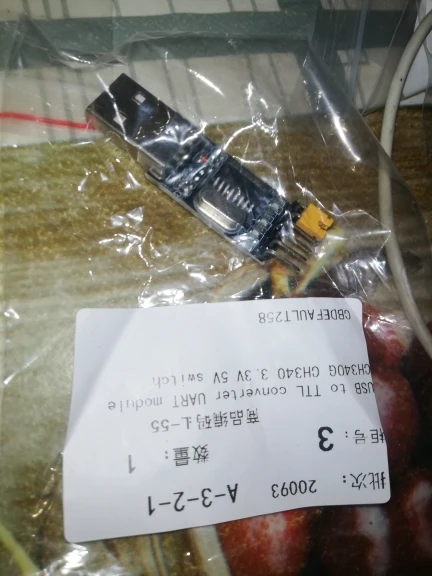 批次: 20093 A-3-2-1
柜号: 3 数量: 1
商品编码
USB to TTL converter UART module
CH340G CH340 3.3V 5V switch
CBDEFAULT258